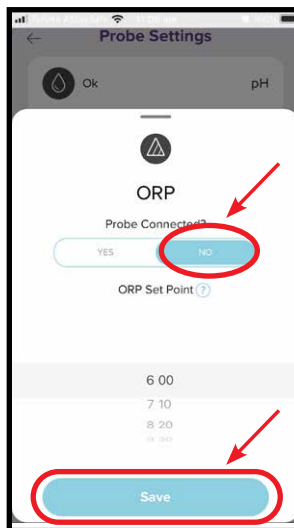 Probe Settings
Ok pH
ORP
Probe Connected?
YES NO
ORP Set Point ?
6 00
7 10
8 20
Save